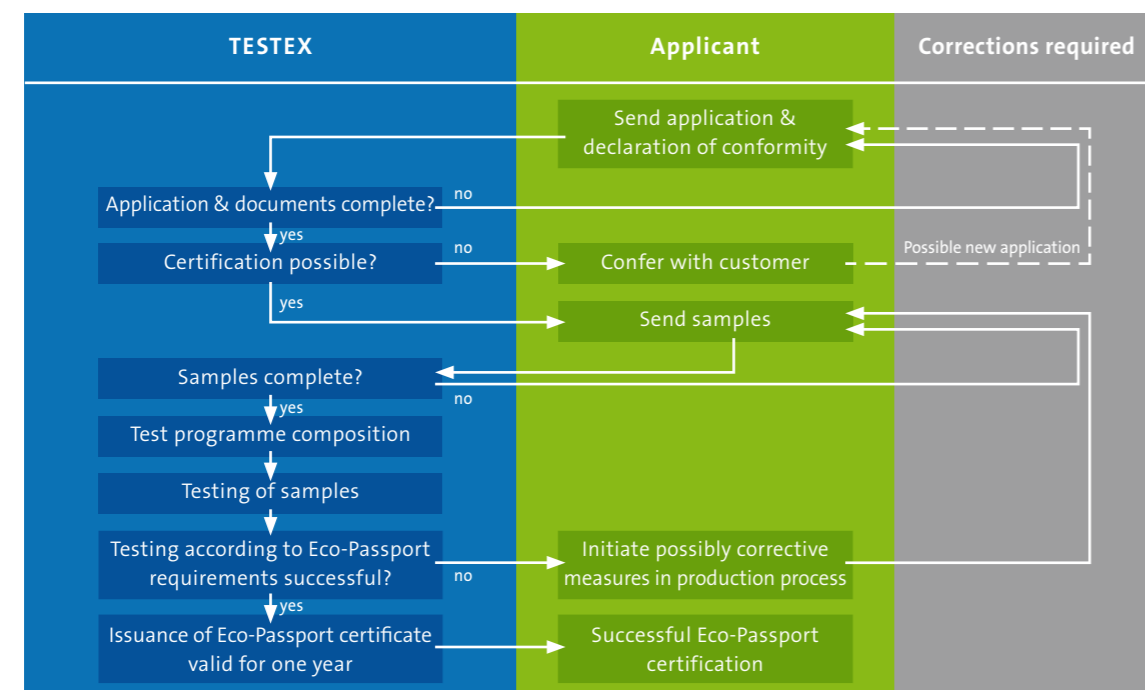 TESTEX
Applicant
Corrections required
Send application &
declaration of conformity
Application & documents complete?
no
yes
Certification possible?
no
Confer with customer
Possible new application
yes
Send samples
Samples complete?
no
yes
Test programme composition
Testing of samples
Testing according to Eco-Passport
requirements successful?
no
Initiate possibly corrective
measures in production process
yes
Issuance of Eco-Passport certificate
valid for one year
Successful Eco-Passport
certification